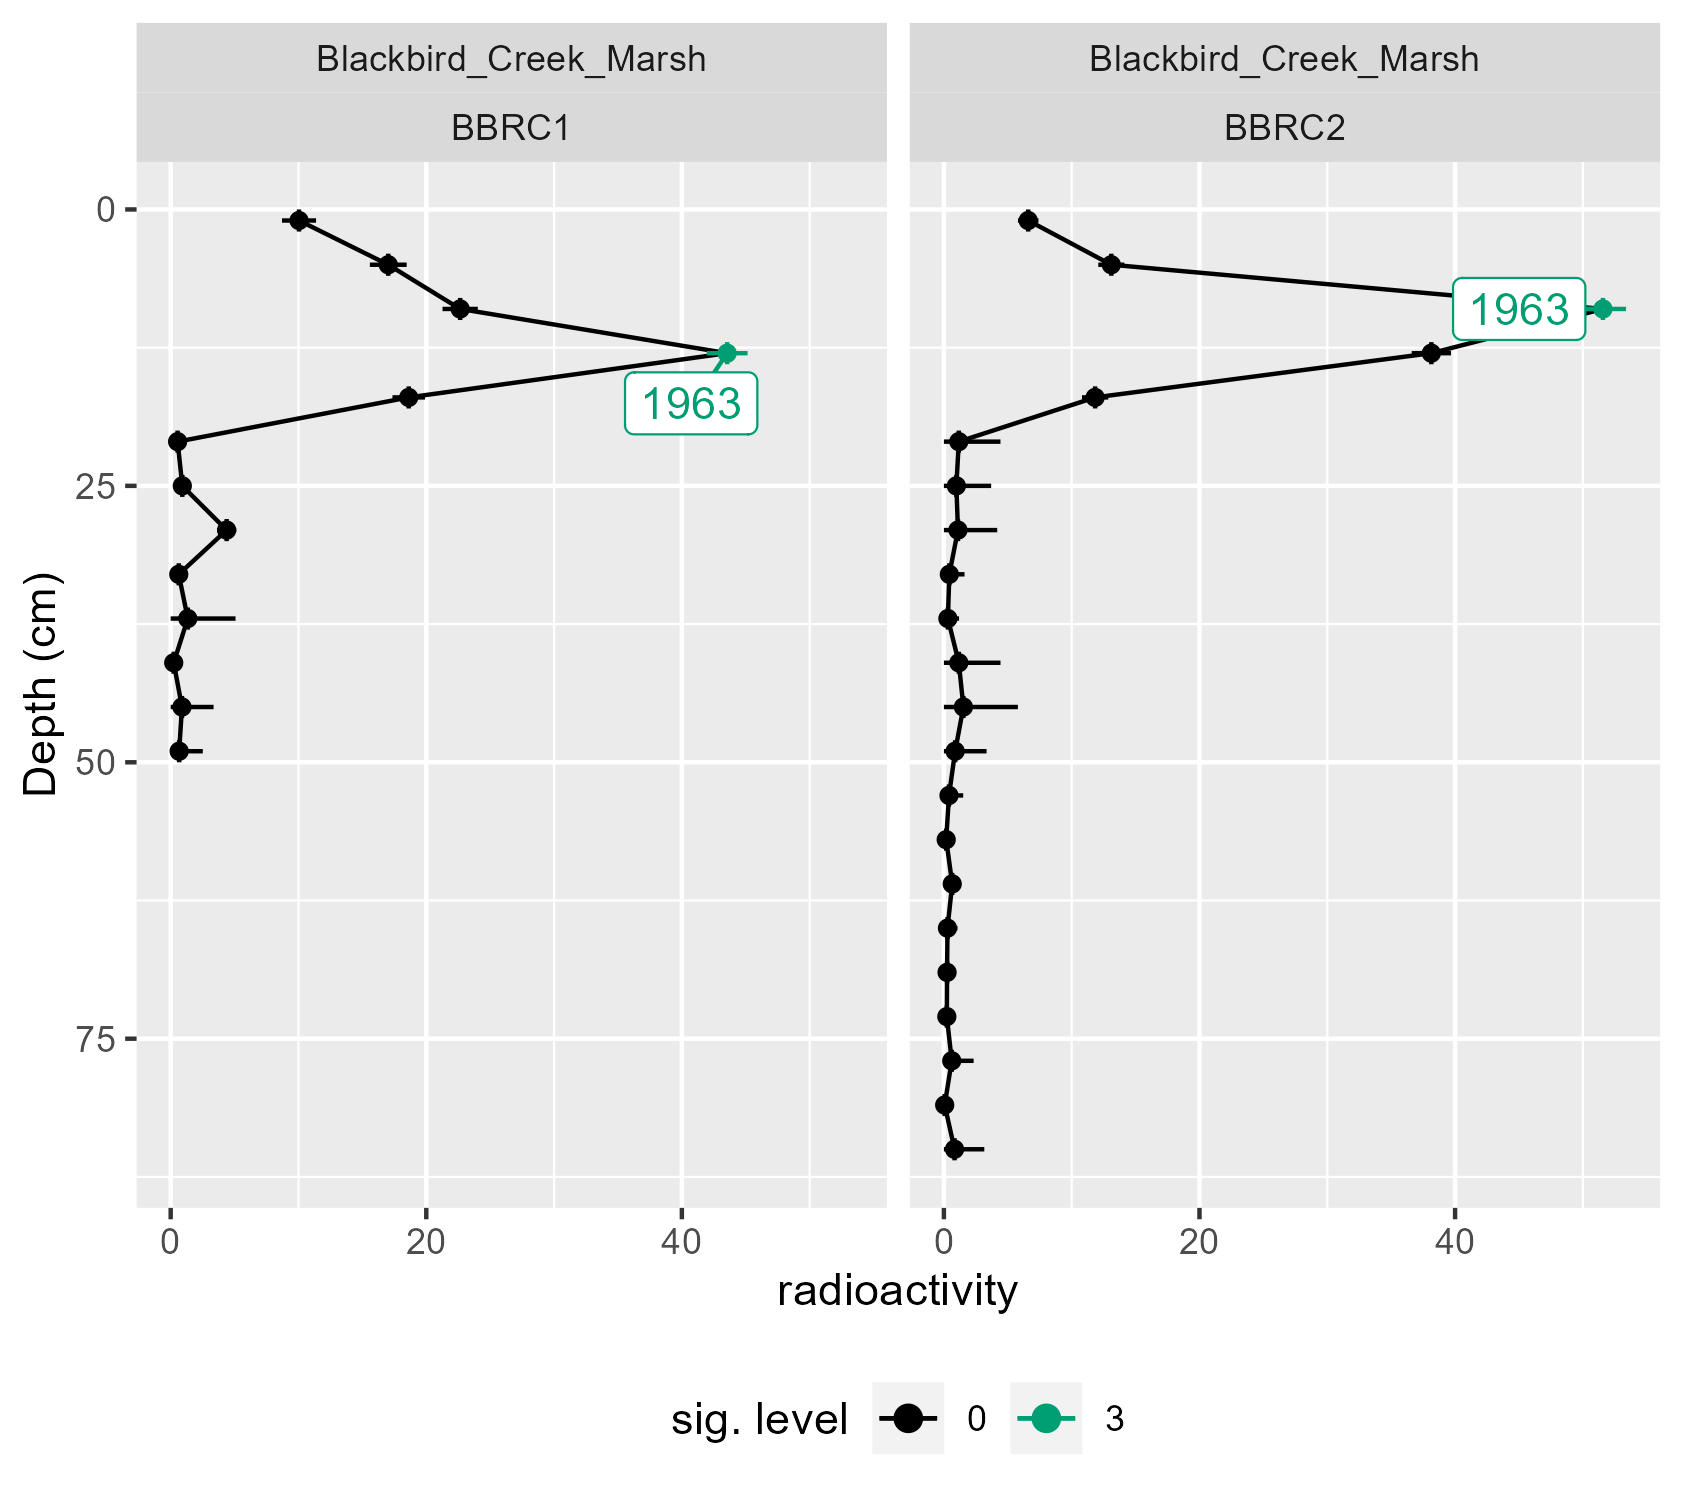 Blackbird_Creek_Marsh Blackbird_Creek_Marsh
BBRC1 BBRC2
0
25
50
75
Depth (cm)
1963
1963
0 20 40 0 20 40
radioactivity
sig. level 0 3